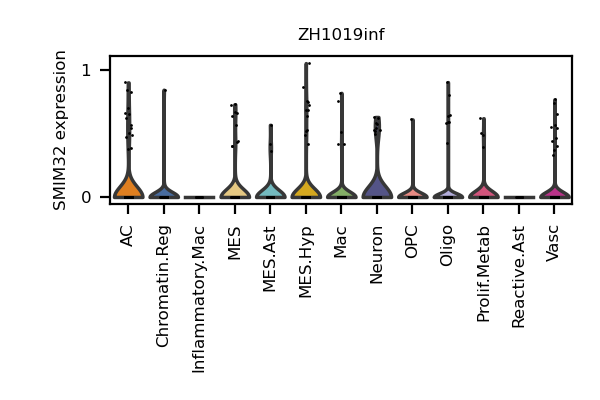 ZH1019inf
SMIM32 expression
1
0
AC
Chromatin.Reg
Inflammatory.Mac
MES
MES.Ast
MES.Hyp
Mac
Neuron
OPC
Oligo
Prolif.Metab
Reactive.Ast
Vasc